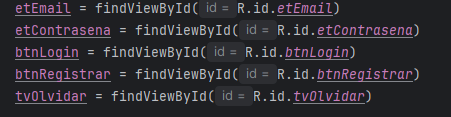 etEmail = findViewById( id = R.id.etEmail)
etContrasena = findViewById( id = R.id.etContrasena)
btnLogin = findViewById( id = R.id.btnLogin)
btnRegistrar = findViewById( id = R.id.btnRegistrar)
tvOlvidar = findViewById( id = R.id.tvOlvidar)